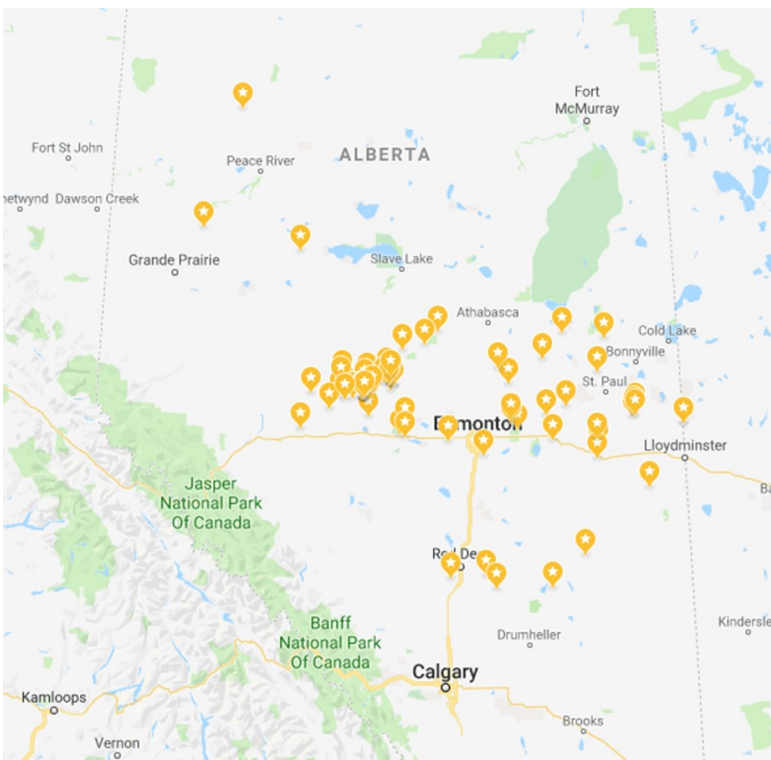 Fort
McMurray
Fort St John
Peace River
ALBERTA
Dawson Creek
Grande Prairie
Slave Lake
Athabasca
Cold Lake
Bonnyville
St. Paul
Edmonton
Lloydminster
Jasper
National Park
Of Canada
Drumheller
Banff
National Park
Of Canada
Calgary
Kamloops
Brooks
Vernon